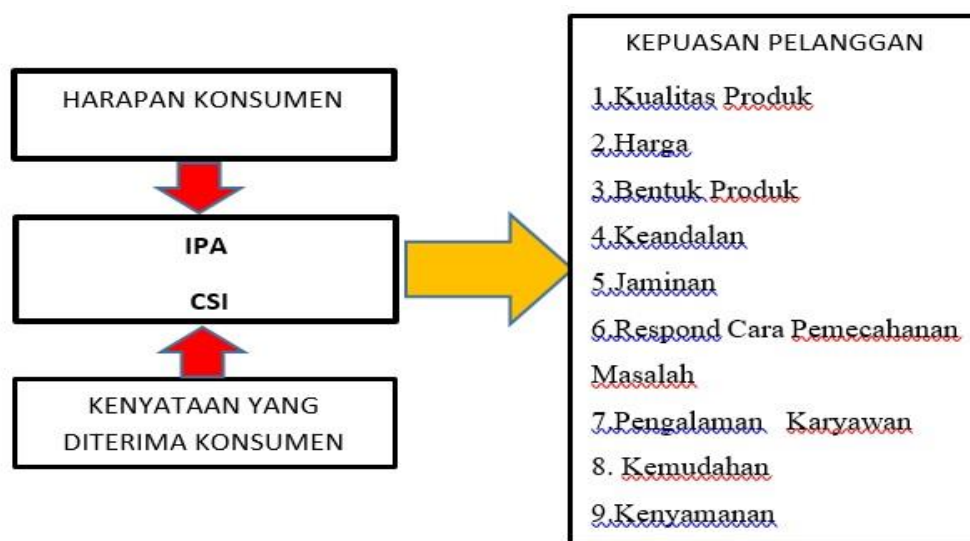 HARAPAN KONSUMEN
IPA
CSI
KENYATAAN YANG
DITERIMA KONSUMEN
KEPUASAN PELANGGAN
1.Kualitas Produk
2.Harga
3.Bentuk Produk
4.Keandalan
5.Jaminan
6.Respond Cara Pemecahanan
Masalah
7.Pengalaman Karyawan
8. Kemudahan
9.Kenyamanan